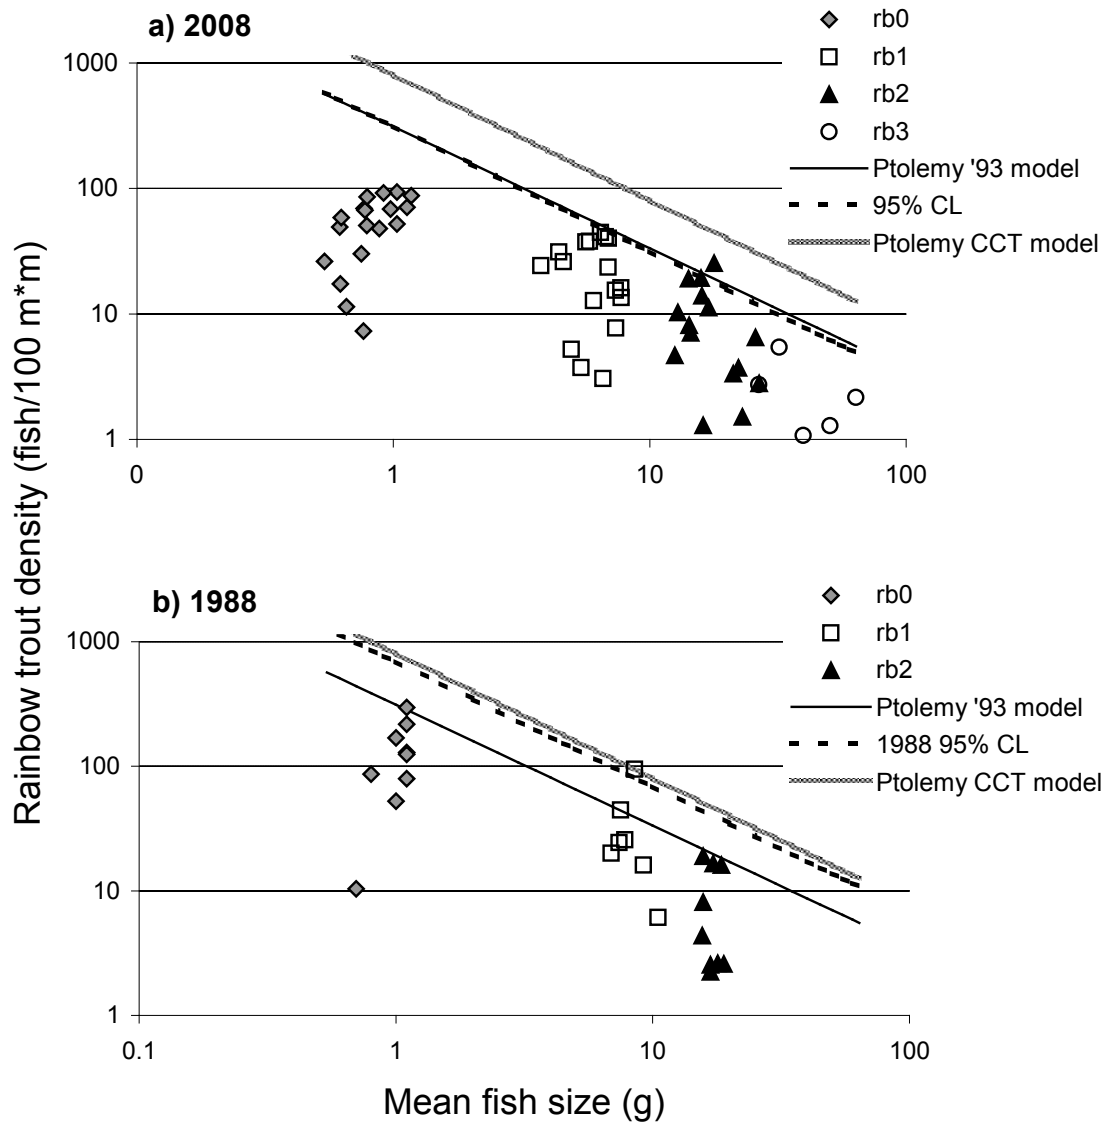 a) 2008
rb0
rb1
rb2
rb3
Ptolemy '93 model
95% CL
Ptolemy CCT model
1000
100
10
1
0
1
10
100
Rainbow trout density (fish/100 m*m)
b) 1988
rb0
rb1
rb2
Ptolemy '93 model
1988 95% CL
Ptolemy CCT model
1000
100
10
1
0.1
1
10
100
Mean fish size (g)